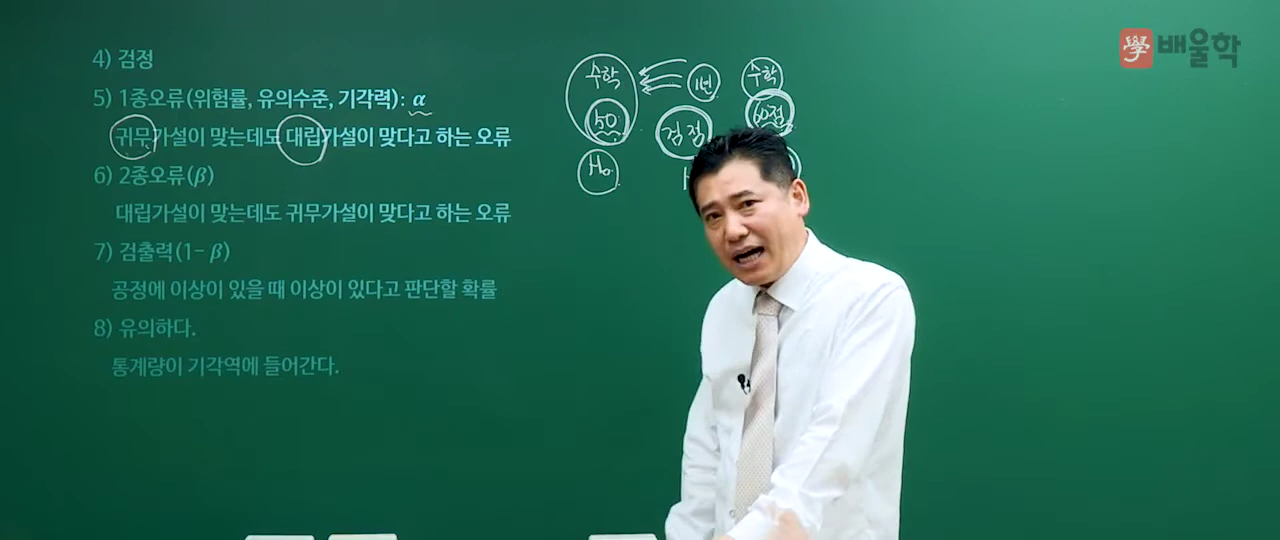 4) 검정
5) 1종오류(위험률, 유의수준, 기각력): α
귀무가설이 맞는데도 대립가설이 맞다고 하는 오류
6) 2종오류(β)
대립가설이 맞는데도 귀무가설이 맞다고 하는 오류
7) 검출력(1- β)
공정에 이상이 있을 때 이상이 있다고 판단할 확률
8) 유의하다.
통계량이 기각역에 들어간다.
수학 1년 수학
50 검정 60점
H₀
學 배울학